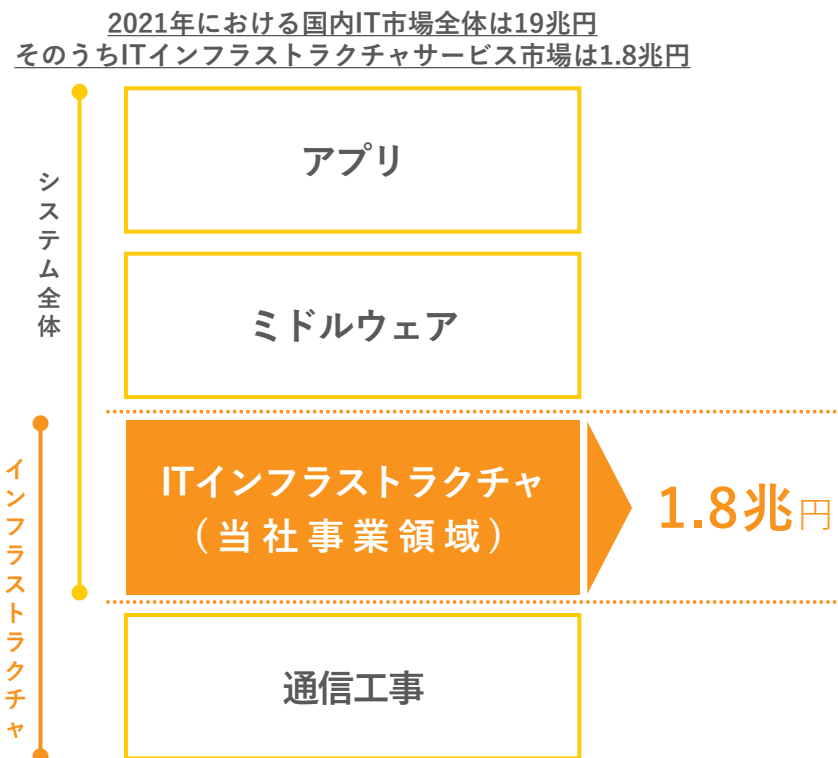 2021年における国内IT市場全体は19兆円
そのうちITインフラストラクチャサービス市場は1.8兆円
システム全体
アプリ
ミドルウェア
インフラストラクチャ
ITインフラストラクチャ
（当社事業領域）
1.8兆円
通信工事